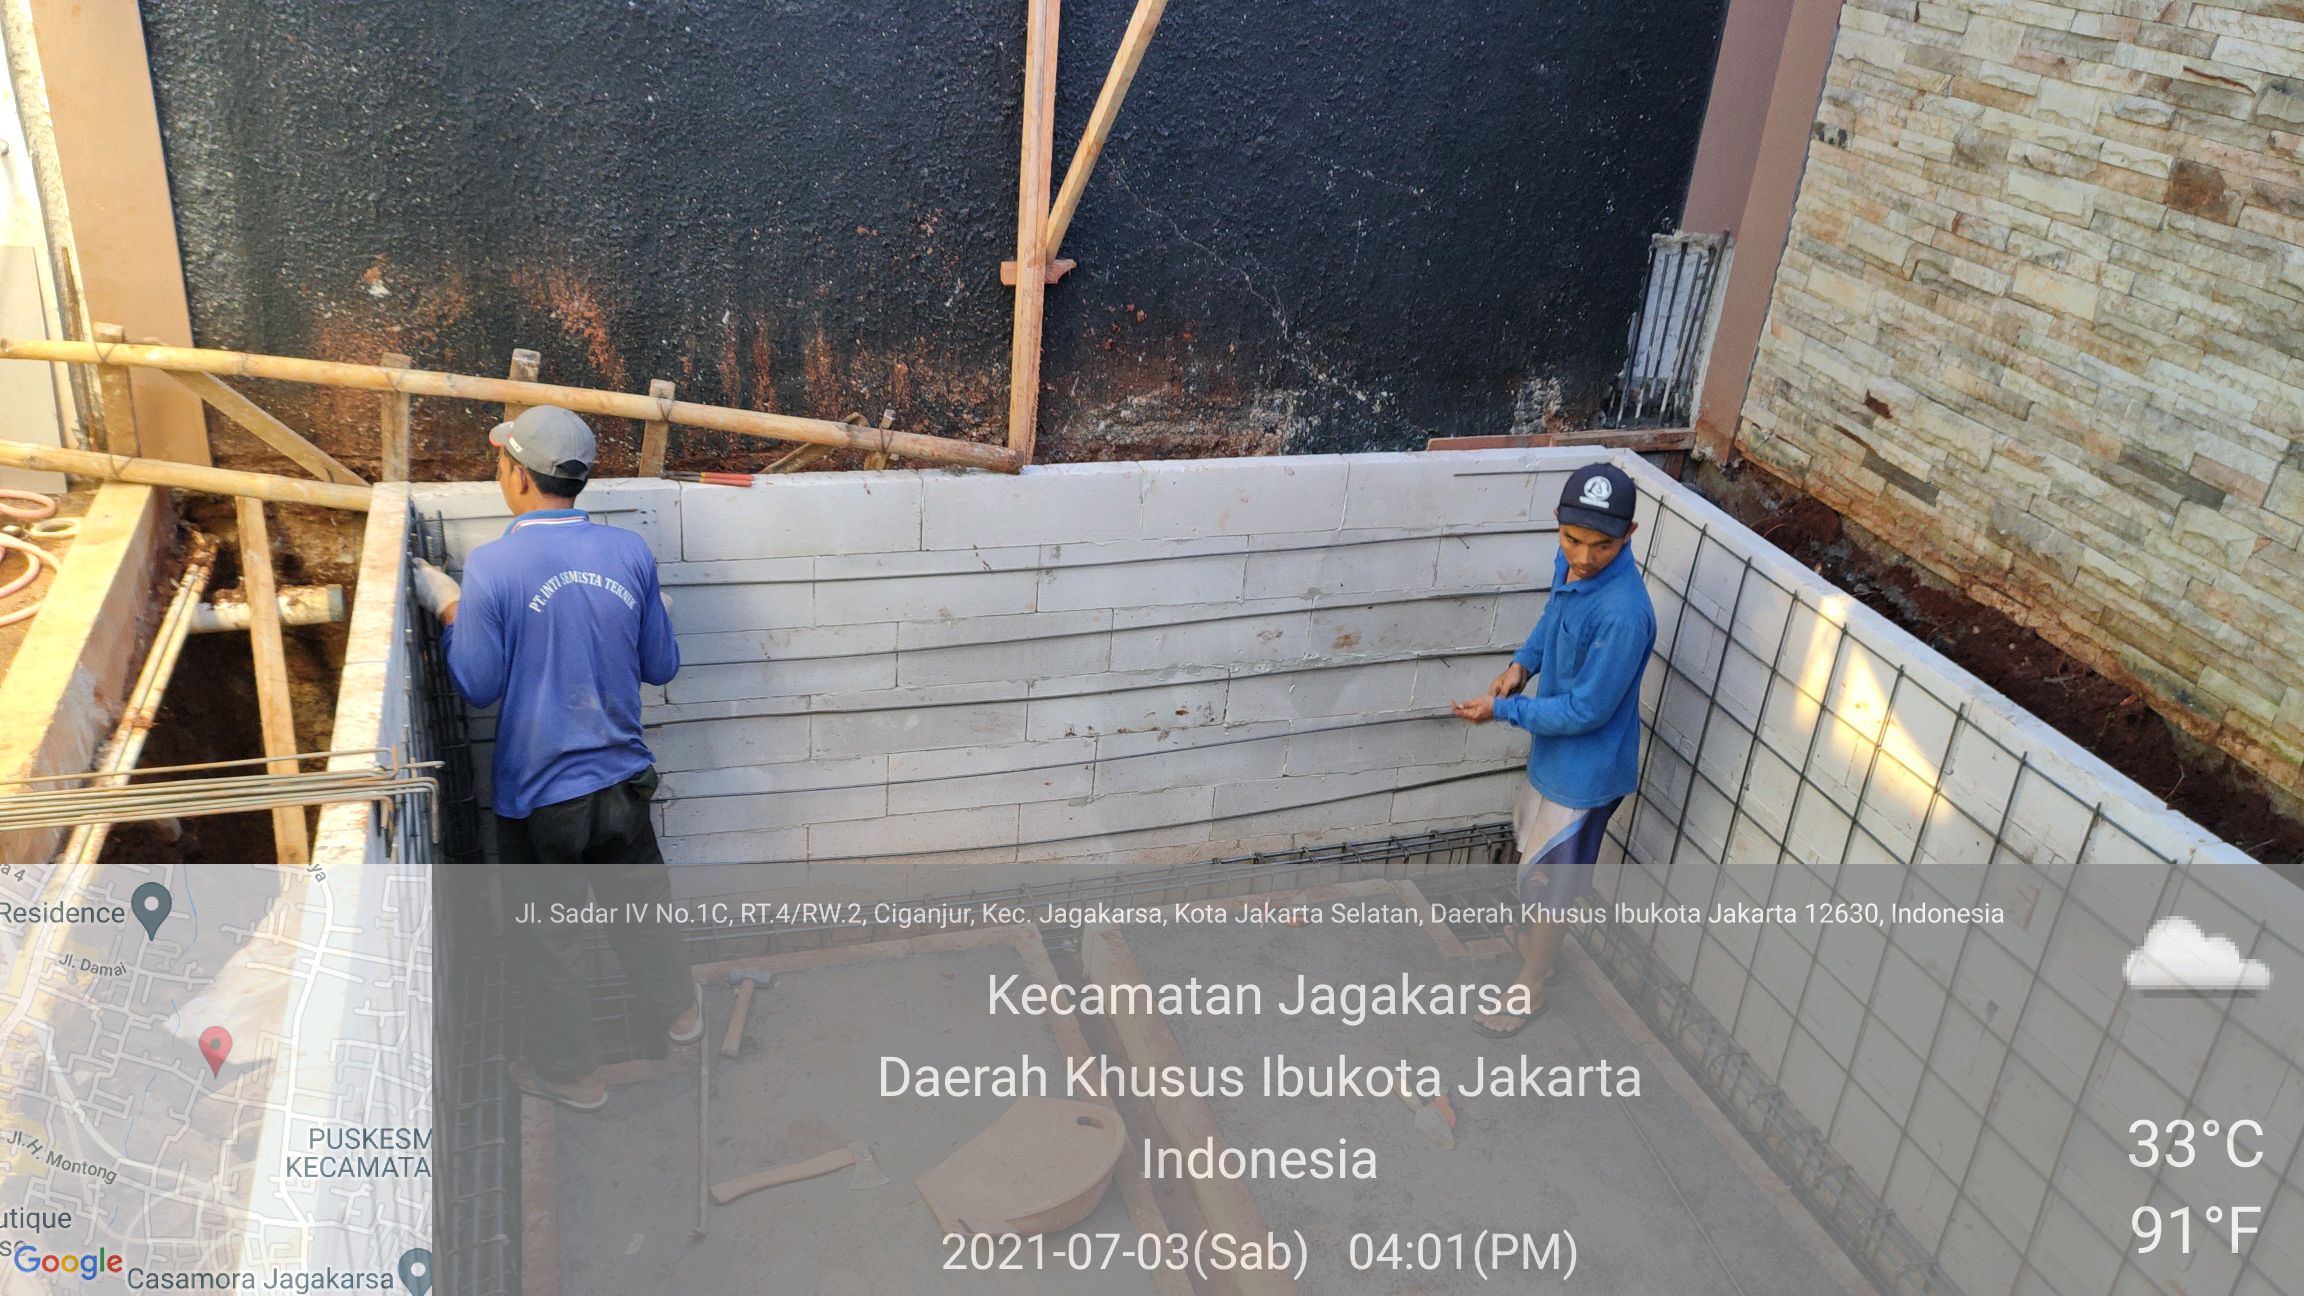 PT. INTI SEMESTA TEKNIK
Residence
Jl. Damai
Jl. H. Montong
PUSKESM
KECAMATA
utique
Google
Casamora Jagakarsa
Jl. Sadar IV No.1C, RT.4/RW.2, Ciganjur, Kec. Jagakarsa, Kota Jakarta Selatan, Daerah Khusus Ibukota Jakarta 12630, Indonesia
Kecamatan Jagakarsa
Daerah Khusus Ibukota Jakarta
Indonesia
2021-07-03(Sab) 04:01(PM)
33°C
91°F